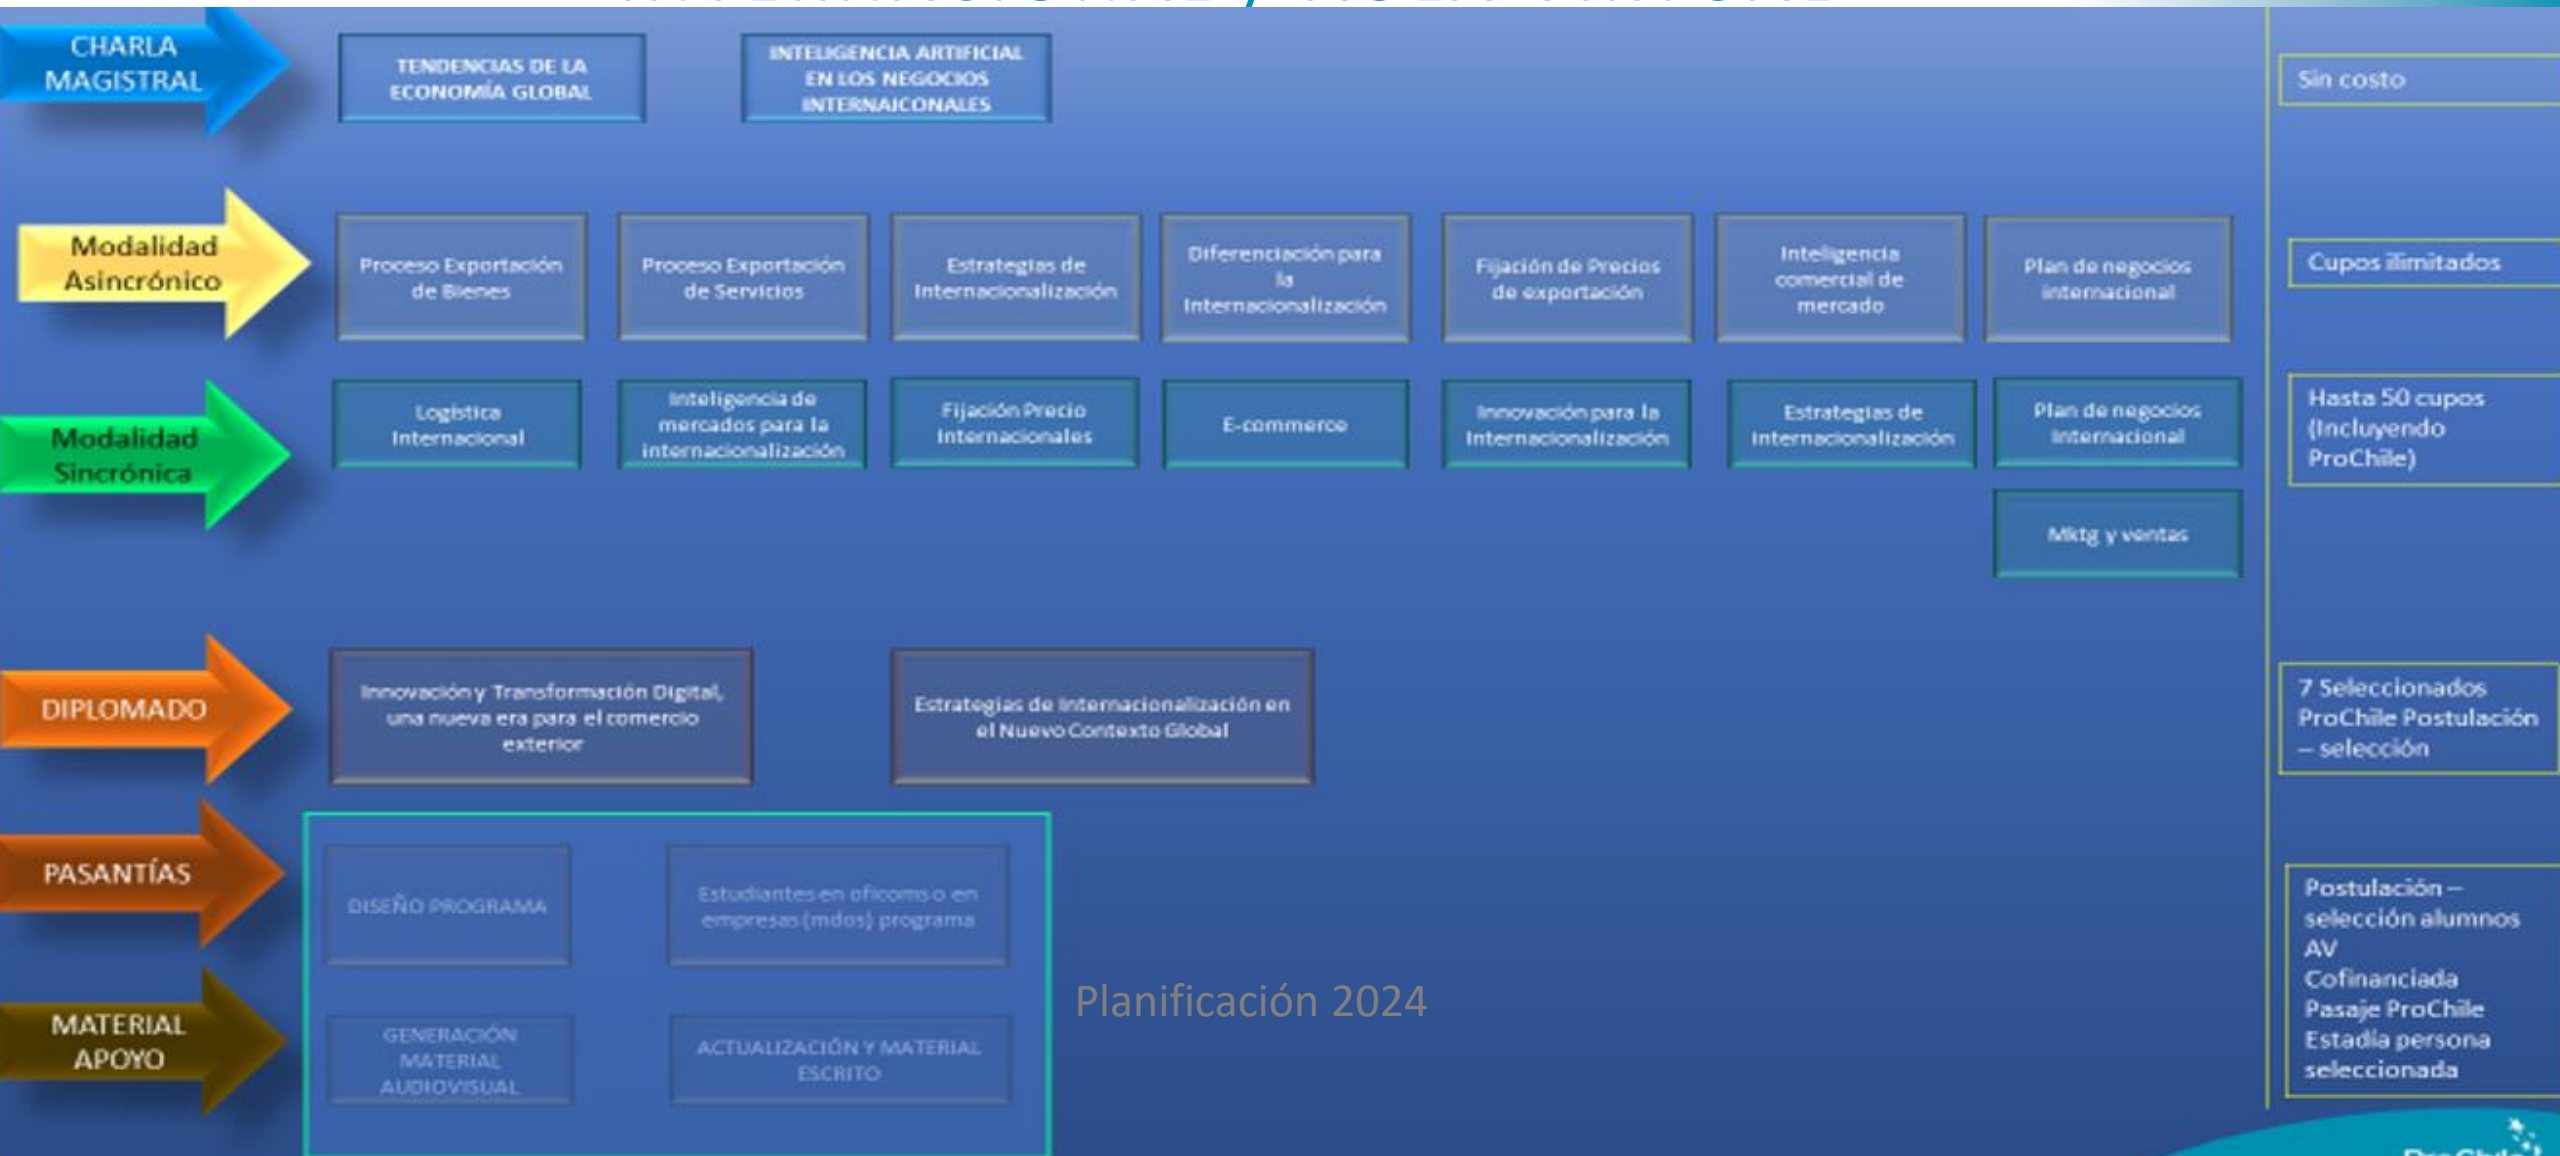 CHARLA
MAGISTRAL
TENDENCIAS DE LA
ECONOMÍA GLOBAL
INTELIGENCIA ARTIFICIAL
EN LOS NEGOCIOS
INTERNAICONALES
Sin costo
Modalidad
Asincrónico
Proceso Exportación
de Bienes
Proceso Exportación
de Servicios
Estrategias de
Internacionalización
Diferenciación para
la
Internacionalización
Fijación de Precios
de exportación
Inteligencia
comercial de
mercado
Plan de negocios
internacional
Cupos ilimitados
Modalidad
Sincrónica
Logística
Internacional
Inteligencia de
mercados para la
internacionalización
Fijación Precio
Internacionales
E-commerce
Innovación para la
Internacionalización
Estrategias de
Internacionalización
Plan de negocios
Internacional
Mktg y ventas
Hasta 50 cupos
(Incluyendo
ProChile)
DIPLOMADO
Innovación y Transformación Digital,
una nueva era para el comercio
exterior
Estrategias de Internacionalización en
el Nuevo Contexto Global
7 Seleccionados
ProChile Postulación
– selección
PASANTÍAS
DISEÑO PROGRAMA
Estudiantes en oficoms o en
empresas (mdos) programa
Postulación –
selección alumnos
AV
Cofinanciada
Pasaje ProChile
Estadía persona
seleccionada
MATERIAL
APOYO
GENERACIÓN
MATERIAL
AUDIOVISUAL
ACTUALIZACIÓN Y MATERIAL
ESCRITO
Planificación 2024
ProChile